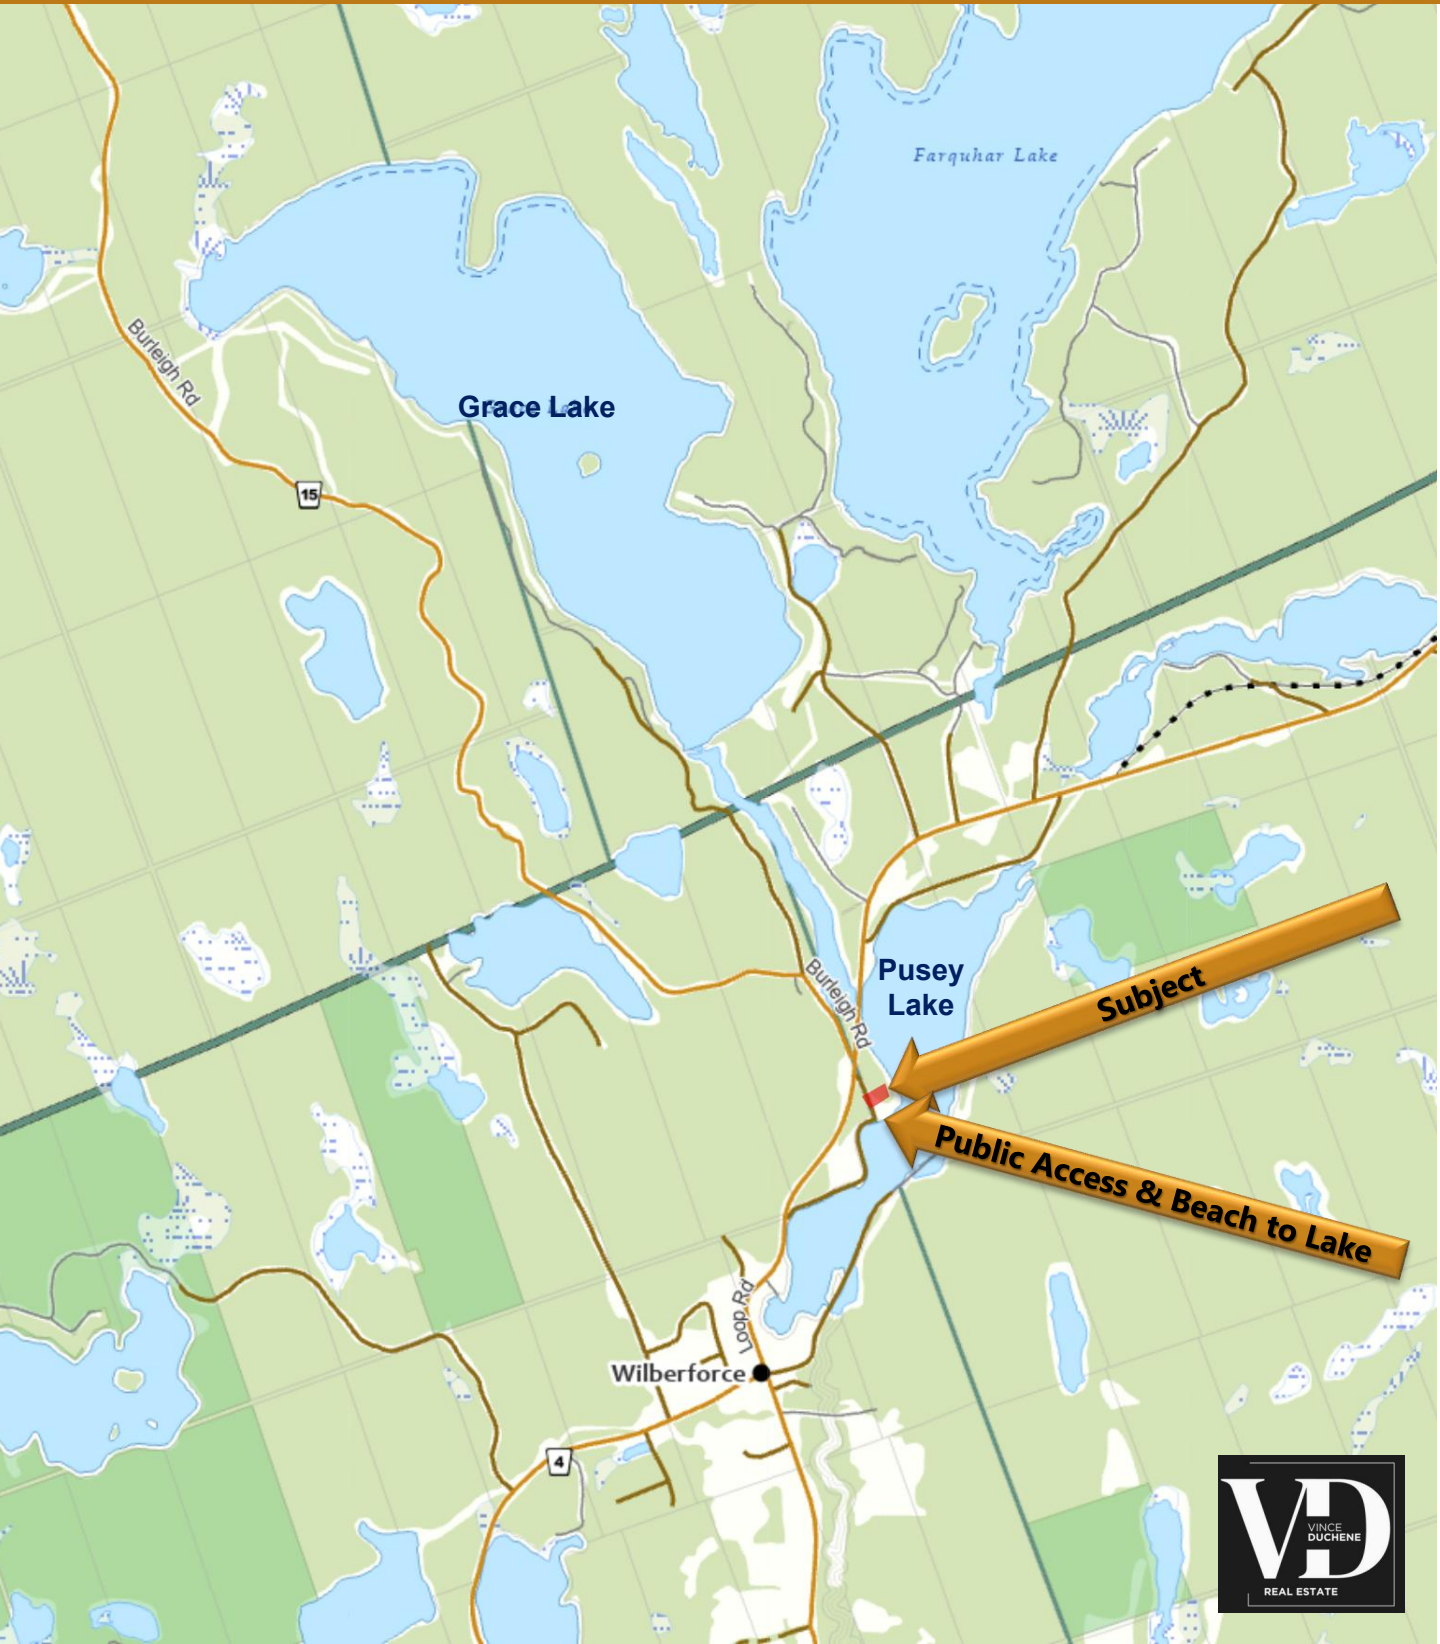 Farquhar Lake
Burleigh Rd
Grace Lake
15
Pusey
Lake
Burleigh Rd
Subject
Public Access & Beach to Lake
Loop Rd
Wilberforce
4
VD
VINCE
DUCHENE
REAL ESTATE